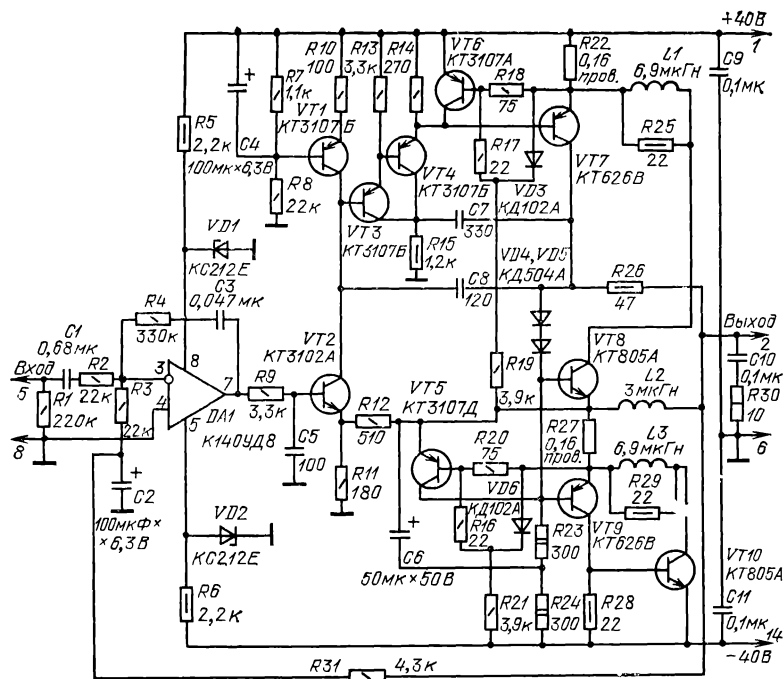 +40В
1
R10
100
R13
3,3к
R14
270
VT6
КТ3107А
R22
0,16
пров.
L1
6,9мкГн
С9
0,1мк
R7
1,1к
R18
75
VT1
КТ3107Б
R5
2,2к
C4
100мк×6,3В
R17
22
R25
22
VT7
КТ626В
R8
22к
VT4
КТ3107Б
VD3
КД102А
VT3
КТ3107Б
C7
330
VD1
КС212Е
R15
1,2к
VD4, VD5
КД504А
C3
0,047мк
R4
330к
C8
120
R26
47
C1
0,68мк
Вход
5
R2
22к
3
8
7
4
5
DA1
К140УД8
R9
3,3к
VT2
КТ3102А
VT8
КТ805А
Выход
2
R1
220к
R3
22к
R19
3,9к
L2
3мкГн
C10
0,1мк
R30
10
VT5
КТ3107Д
R12
510
8
C5
100
R20
75
R27
0,16
пров.
L3
6,9мкГн
6
C2
100мкФ×
×6,3В
R11
180
VD6
КД102А
R29
22
VD2
КС212Е
R16
22
VT9
КТ626В
C6
50мк×50В
R23
300
VT10
КТ805А
R6
2,2к
R21
3,9к
R24
300
R28
22
C11
0,1мк
14
-40В
R31
4,3к